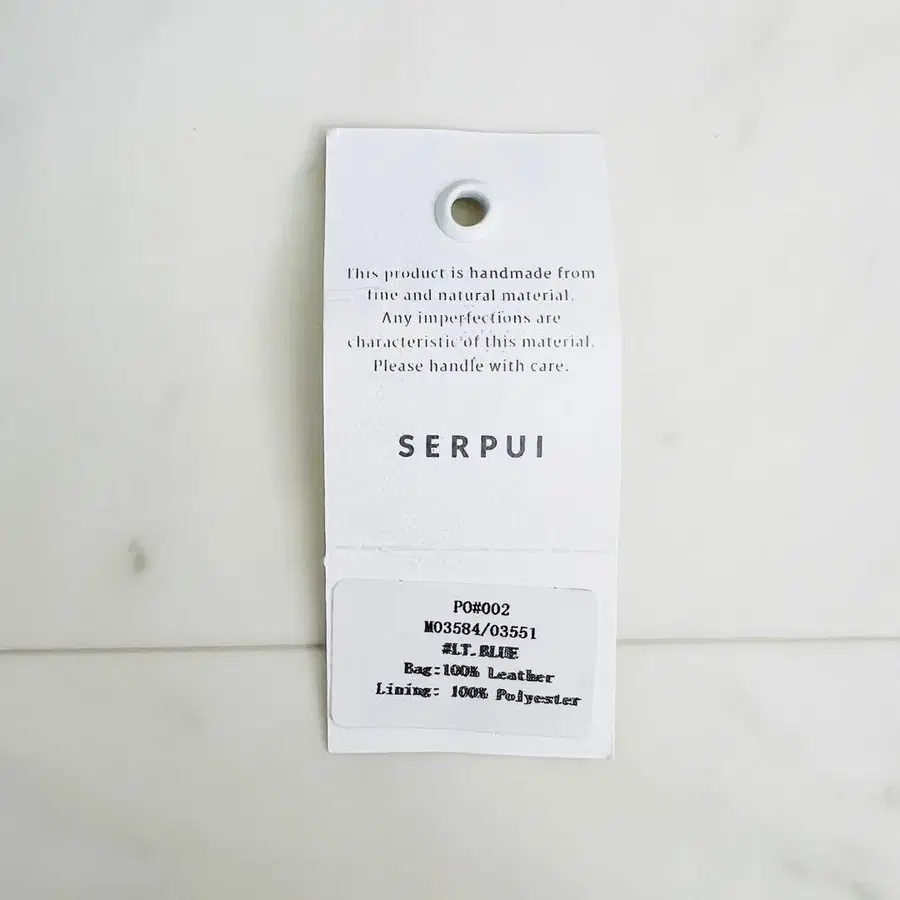 This product is handmade from
fine and natural material.
Any imperfections are
characteristic of this material.
Please handle with care.
SERPUI
PO#002
M03584/03551
#LT.BLUE
Bag:100% Leather
Lining: 100% Polyester